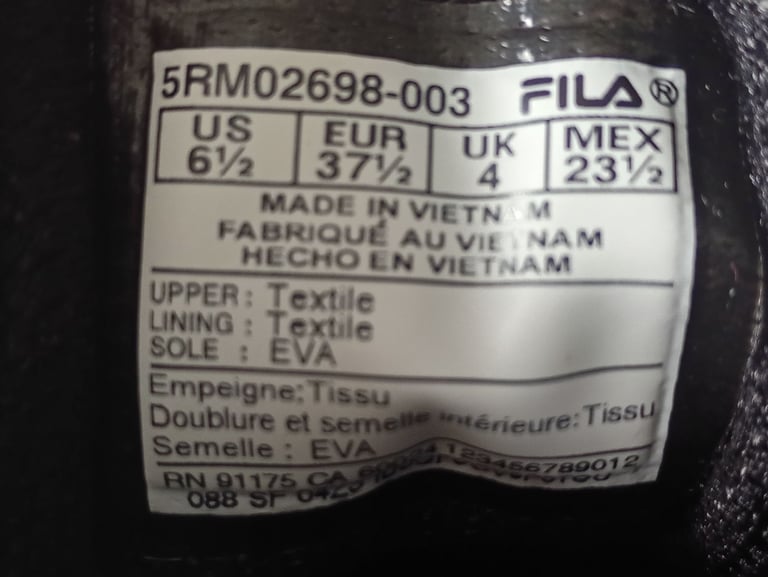 5RM02698-003 FILA®
US EUR UK MEX
6½ 37½ 4 23½
MADE IN VIETNAM
FABRIQUÉ AU VIETNAM
HECHO EN VIETNAM
UPPER: Textile
LINING : Textile
SOLE : EVA
Empeigne: Tissu
Doublure et semelle intérieure: Tissu
Semelle : EVA
RN 91175 CA 123456789012
088 SF